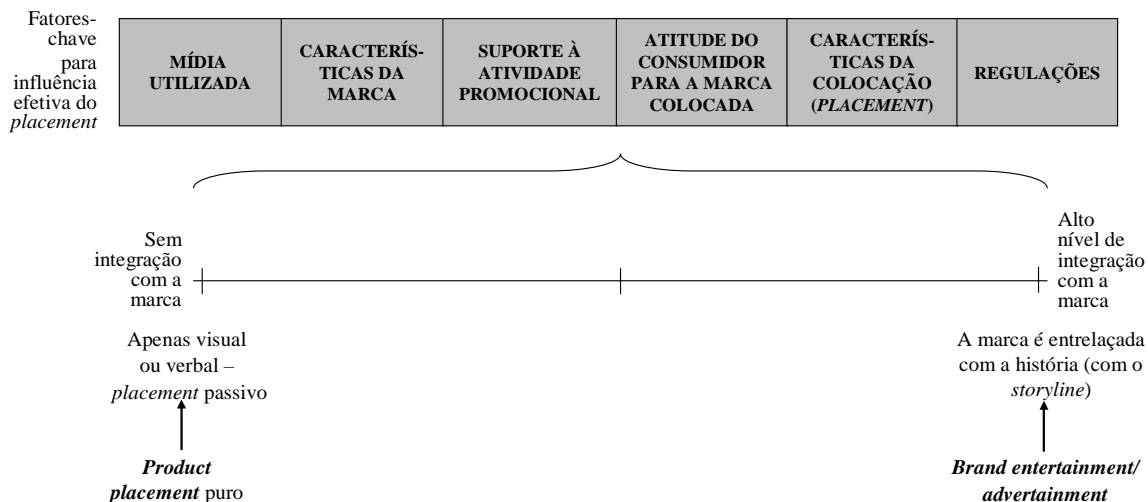 Fatores-
chave
para
influência
efetiva do
placement
MÍDIA
UTILIZADA
CARACTERÍS-
TICAS DA
MARCA
SUPORTE À
ATIVIDADE
PROMOCIONAL
ATITUDE DO
CONSUMIDOR
PARA A MARCA
COLOCADA
CARACTERÍS-
TICAS DA
COLOCAÇÃO
(PLACEMENT)
REGULAÇÕES
Sem
integração
com a
marca
Alto
nível de
integração
com a
marca
Apenas visual
ou verbal –
placement passivo
A marca é entrelaçada
com a história (com o
storyline)
Product
placement puro
Brand entertainment/
advertainment